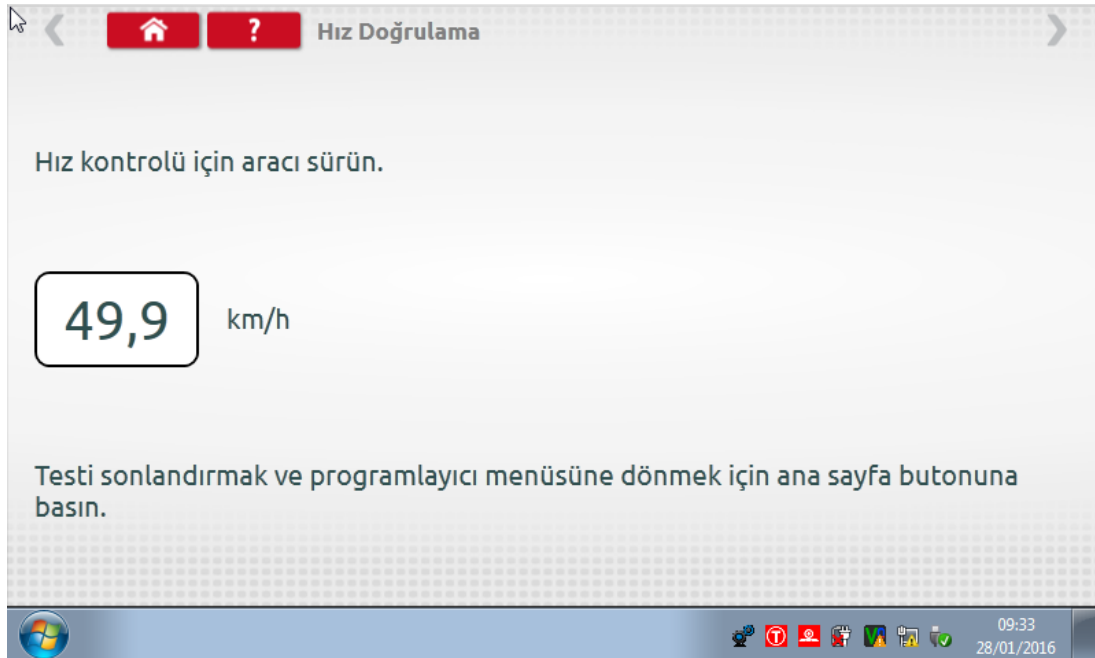 ? Hız Doğrulama
Hız kontrolü için aracı sürün.
49,9 km/h
Testi sonlandırmak ve programlayıcı menüsüne dönmek için ana sayfa butonuna
basın.
09:33
28/01/2016